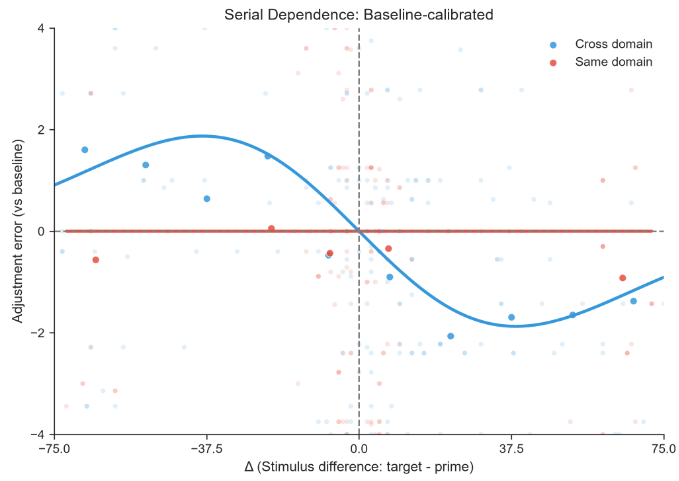 Serial Dependence: Baseline-calibrated
Cross domain
Same domain
Adjustment error (vs baseline)
4
2
0
−2
−4
−75.0
−37.5
0.0
37.5
75.0
Δ (Stimulus difference: target - prime)